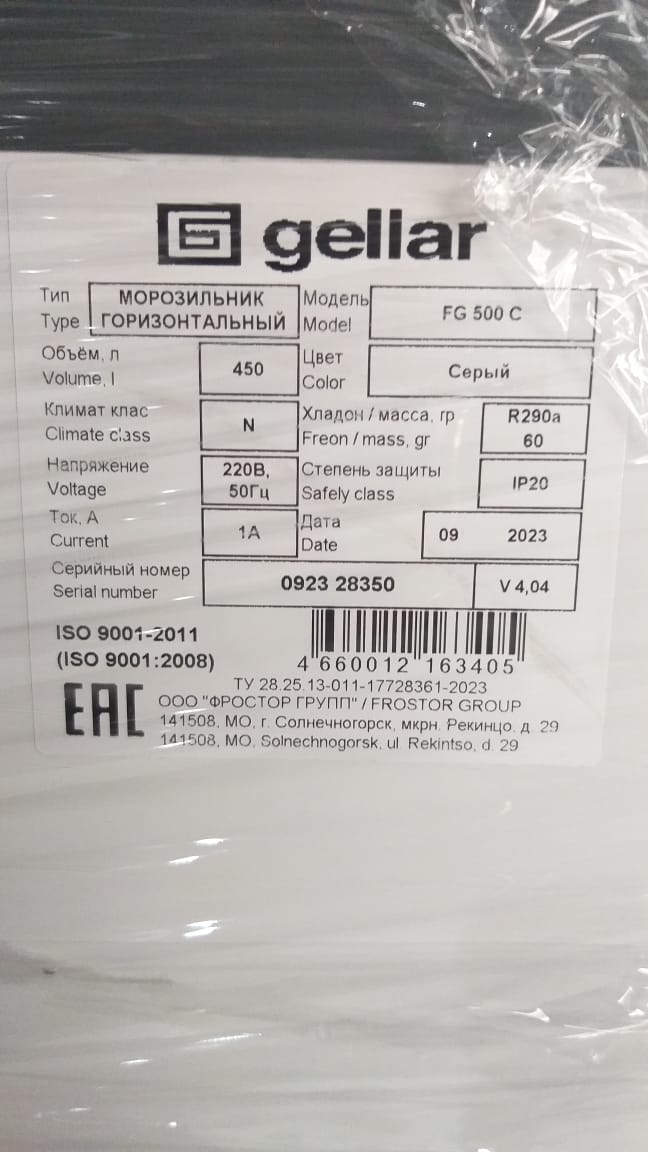 gellar
Тип МОРОЗИЛЬНИК Модель
Type ГОРИЗОНТАЛЬНЫЙ Model FG 500 C
Объём, л 450 Цвет Серый
Volume, l Color
Климат клас N Хладон / масса, гр R290a
Climate class Freon / mass, gr 60
Напряжение 220В, Степень защиты IP20
Voltage 50Гц Safely class
Ток, А 1А Дата 09 2023
Current Date
Серийный номер 0923 28350 V 4,04
Serial number
ISO 9001-2011
(ISO 9001:2008)
4 660012 163405
ТУ 28.25.13-011-17728361-2023
EAC ООО "ФРОСТОР ГРУПП" / FROSTOR GROUP
141508, МО, г. Солнечногорск, мкрн. Рекинцо, д. 29
141508, MO, Solnechnogorsk, ul. Rekintso, d. 29